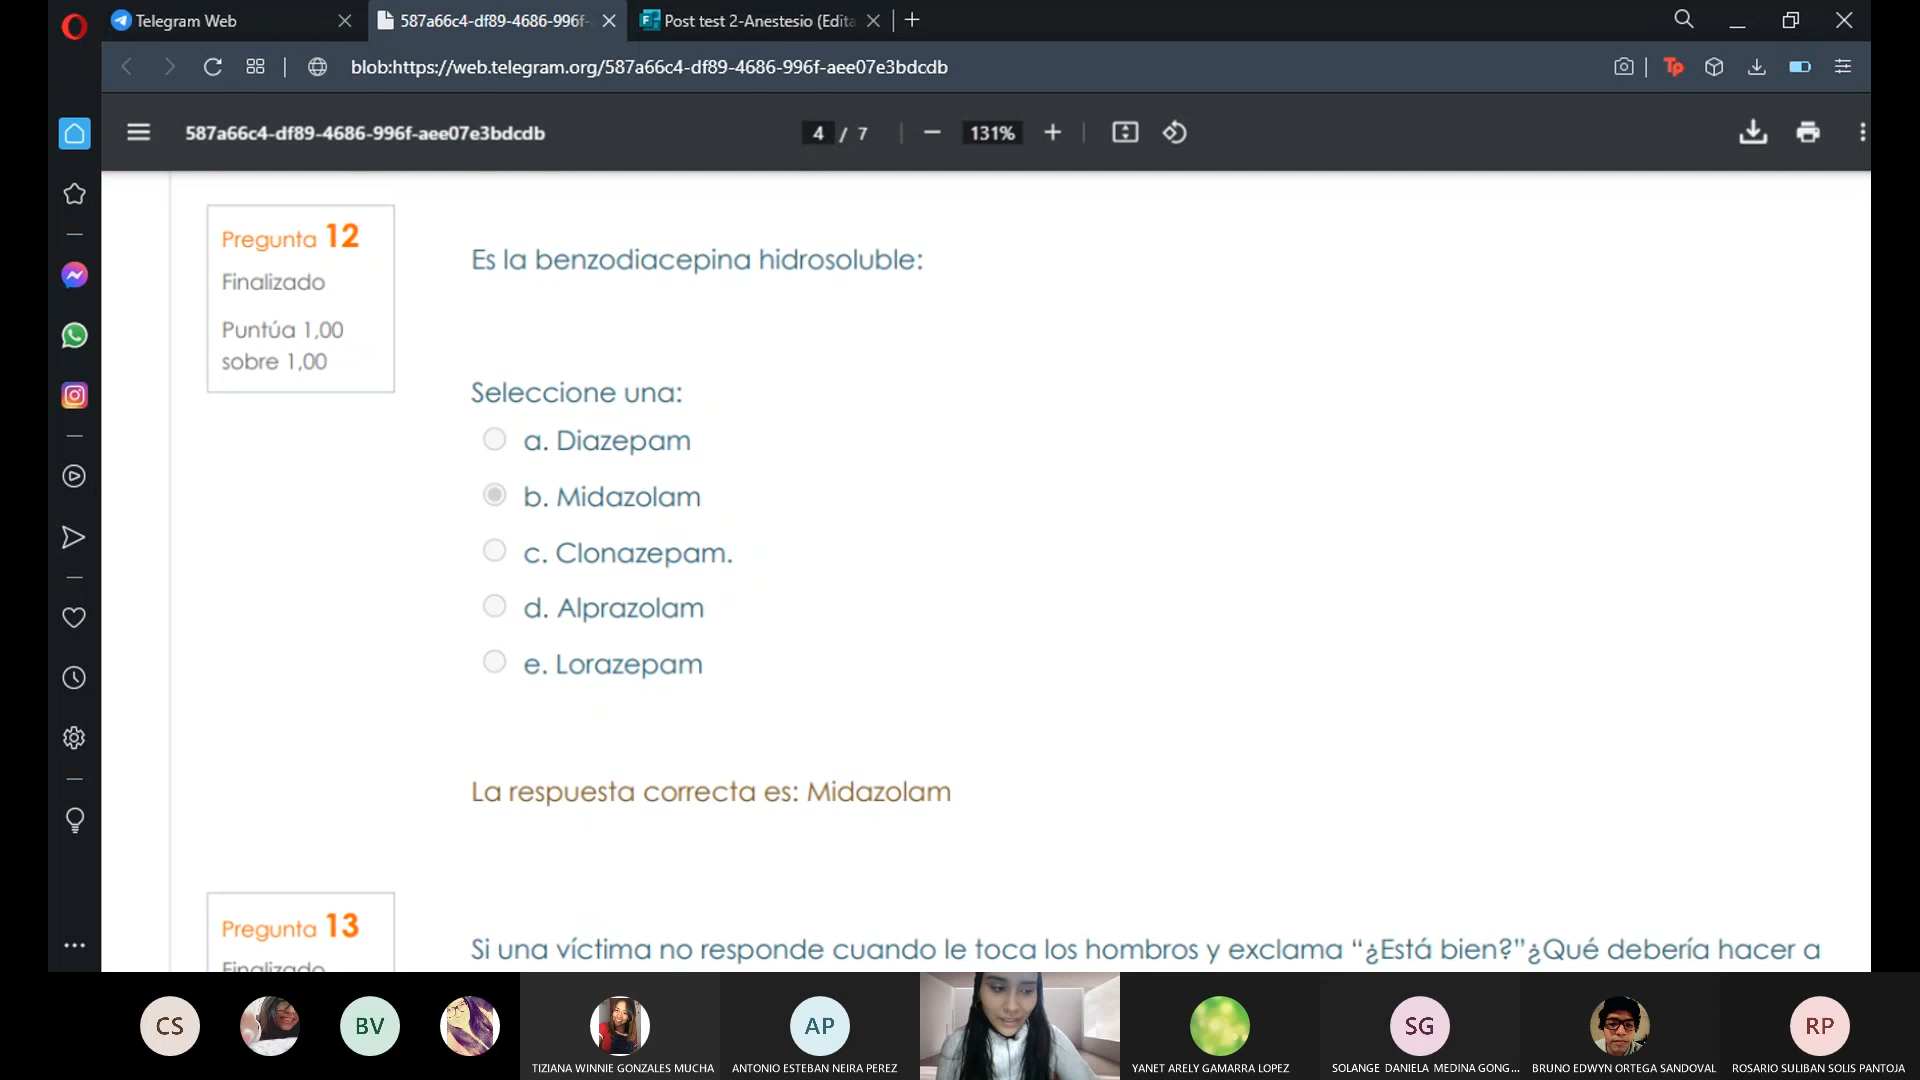 Telegram Web
587a66c4-df89-4686-996f-
Post test 2-Anestesio (Edita
blob:https://web.telegram.org/587a66c4-df89-4686-996f-aee07e3bdcdb
Tp
587a66c4-df89-4686-996f-aee07e3bdcdb
4 / 7
131%
Pregunta 12
Finalizado
Puntúa 1,00
sobre 1,00
Es la benzodiacepina hidrosoluble:
Seleccione una:
a. Diazepam
b. Midazolam
c. Clonazepam.
d. Alprazolam
e. Lorazepam
La respuesta correcta es: Midazolam
Pregunta 13
Finalizado
Si una víctima no responde cuando le toca los hombros y exclama “¿Está bien?”¿Qué debería hacer a
CS
BV
AP
SG
RP
TIZIANA WINNIE GONZALES MUCHA
ANTONIO ESTEBAN NEIRA PEREZ
YANET ARELY GAMARRA LOPEZ
SOLANGE DANIELA MEDINA GONG...
BRUNO EDWYN ORTEGA SANDOVAL
ROSARIO SULIBAN SOLIS PANTOJA